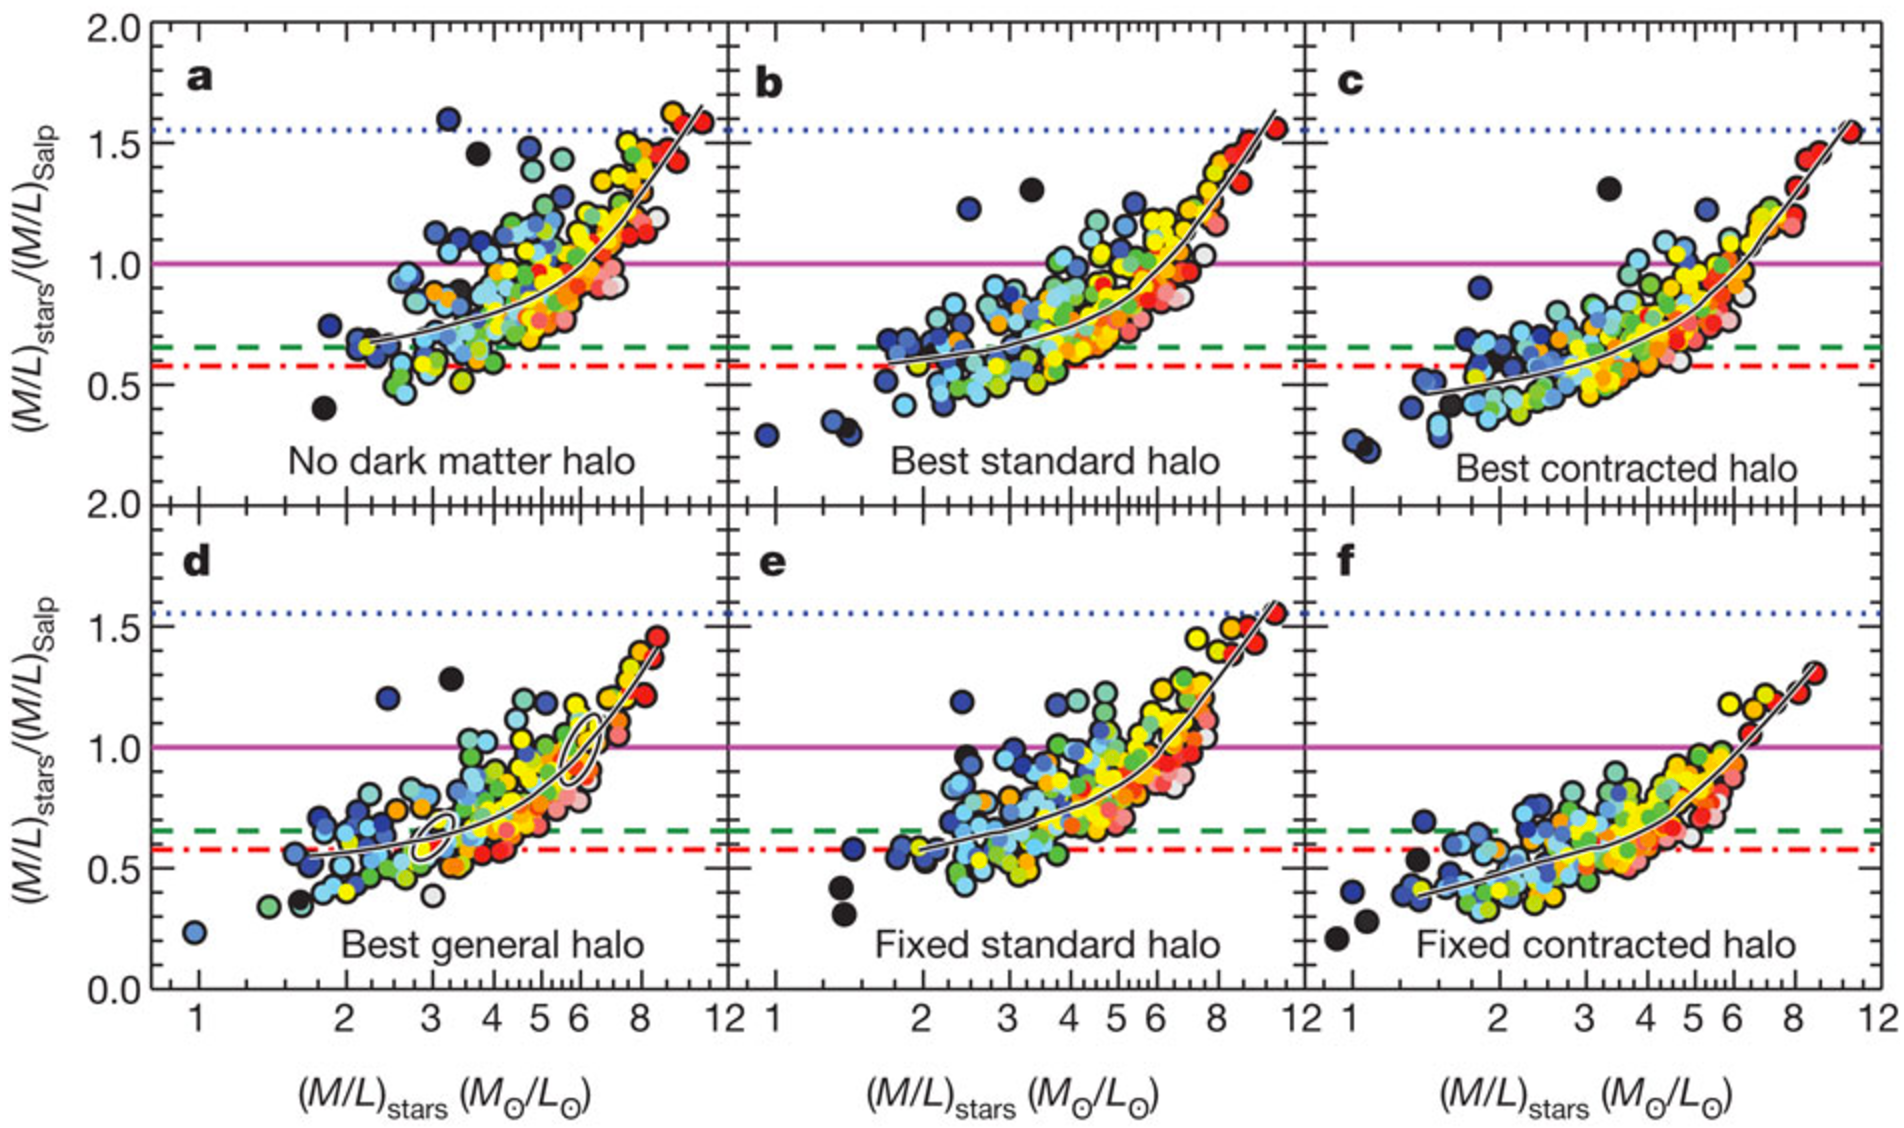 2.0
a
b
c
1.5
1.0
0.5
(M/L)stars/(M/L)Salp
No dark matter halo
Best standard halo
Best contracted halo
2.0
d
e
f
1.5
1.0
0.5
0.0
(M/L)stars/(M/L)Salp
Best general halo
Fixed standard halo
Fixed contracted halo
1 2 3 4 5 6 8 12 1 2 3 4 5 6 8 12 1 2 3 4 5 6 8 12
(M/L)stars (M⊙/L⊙) (M/L)stars (M⊙/L⊙) (M/L)stars (M⊙/L⊙)